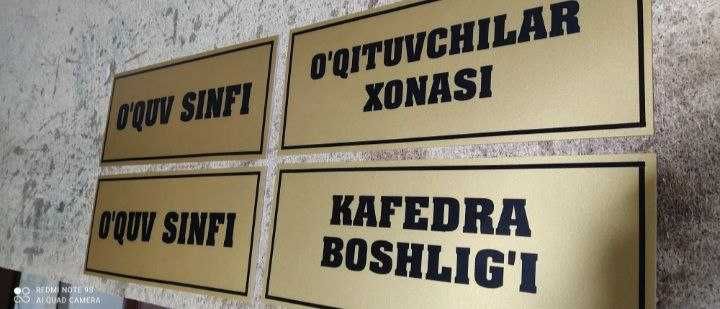 O'QUV SINFI
O'QITUVCHILAR
XONASI
O'QUV SINFI
KAFEDRA
BOSHLIG'I
REDMI NOTE 9S
AI QUAD CAMERA